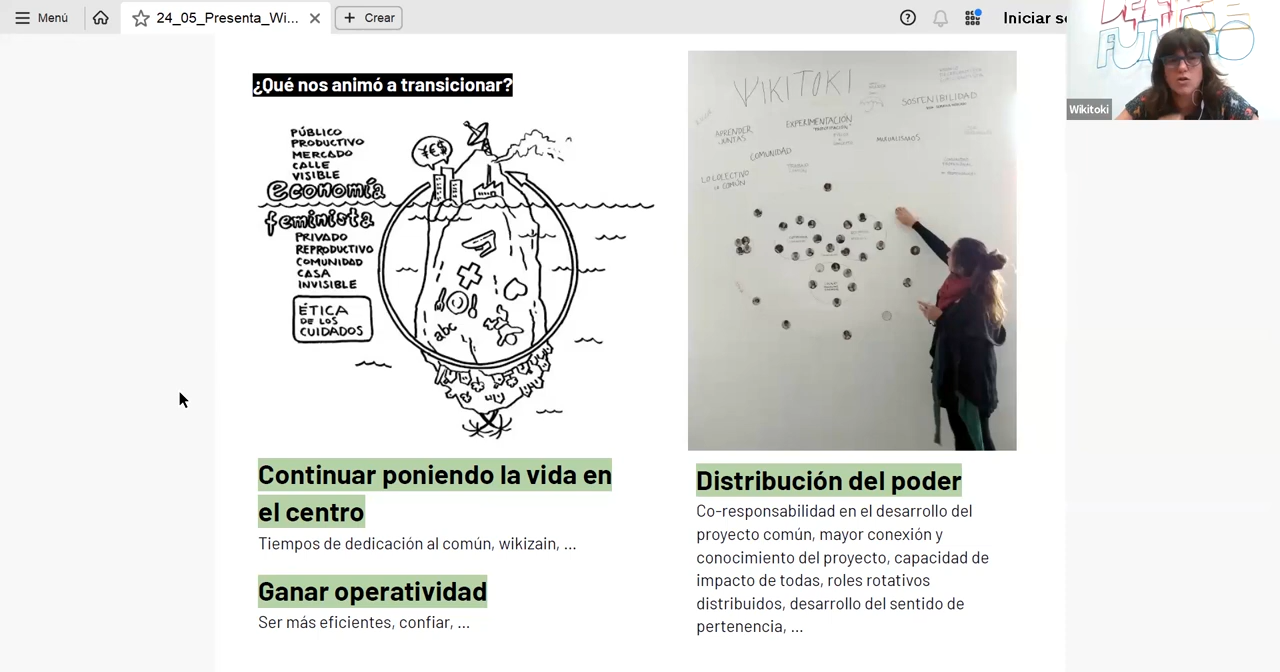 Menú
24_05_Presenta_Wi...
Crear
Iniciar se
Wikitoki
¿Qué nos animó a transicionar?
PÚBLICO
PRODUCTIVO
MERCADO
CALLE
VISIBLE
economía
feminista
PRIVADO
REPRODUCTIVO
COMUNIDAD
CASA
INVISIBLE
ÉTICA
DE LOS
CUIDADOS
¥€$
abc
WIKITOKI
SOSTENIBILIDAD
EXPERIMENTACIÓN
APRENDER
JUNTAS
MUTUALISMOS
COMUNIDAD
LO COLECTIVO
LO COMÚN
Continuar poniendo la vida en
el centro
Tiempos de dedicación al común, wikizain, ...
Ganar operatividad
Ser más eficientes, confiar, ...
Distribución del poder
Co-responsabilidad en el desarrollo del
proyecto común, mayor conexión y
conocimiento del proyecto, capacidad de
impacto de todas, roles rotativos
distribuidos, desarrollo del sentido de
pertenencia, ...